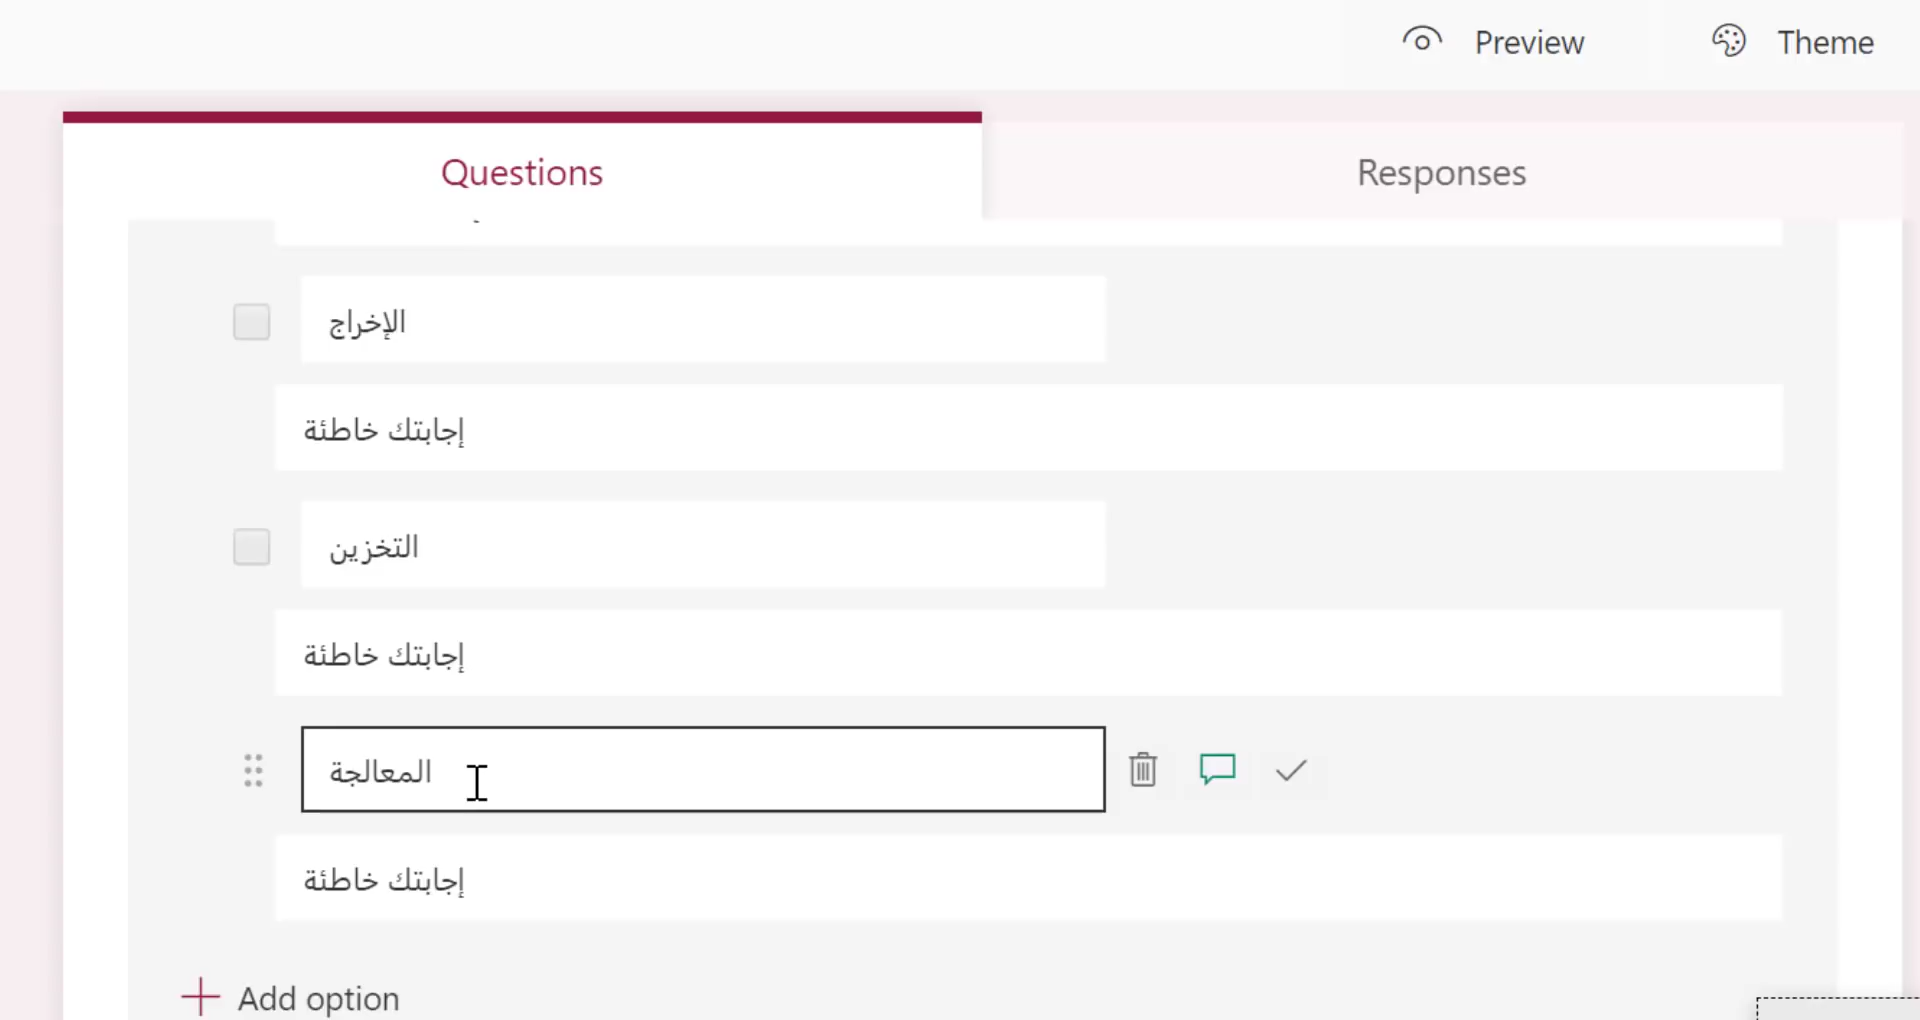 Preview
Theme
Questions
Responses
الإخراج
إجابتك خاطئة
التخزين
إجابتك خاطئة
المعالجة
إجابتك خاطئة
Add option